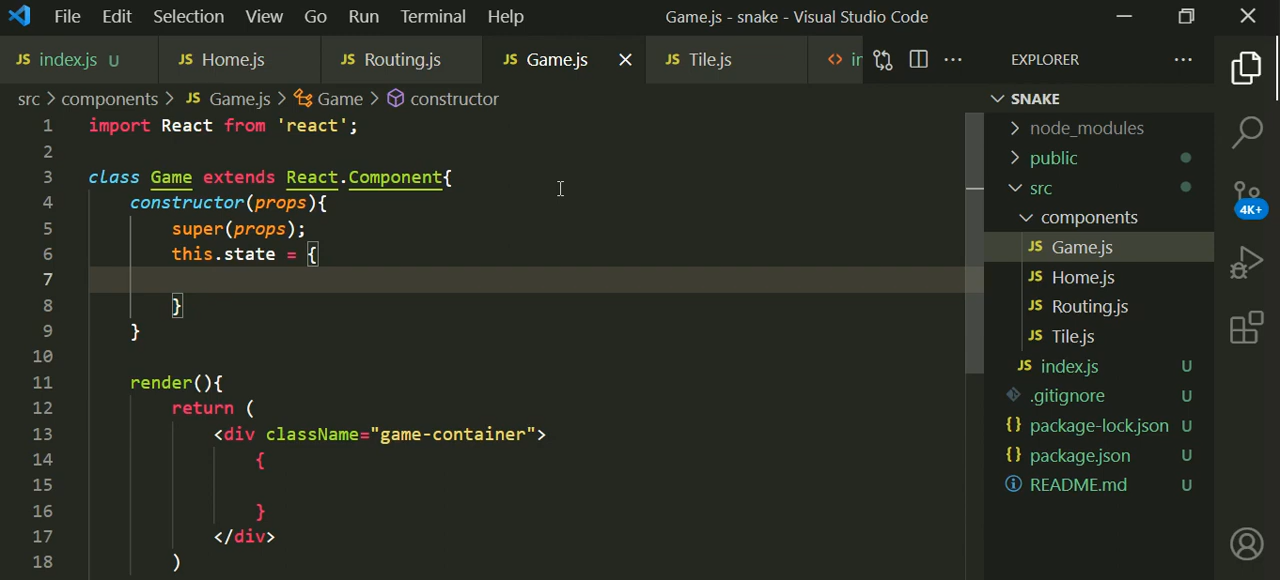 File Edit Selection View Go Run Terminal Help Game.js - snake - Visual Studio Code
JS index.js U JS Home.js JS Routing.js JS Game.js JS Tile.js <> in
src > components > JS Game.js > Game > constructor
1 import React from 'react';
2
3 class Game extends React.Component{
4 constructor(props){
5 super(props);
6 this.state = {
7
8 }
9 }
10
11 render(){
12 return (
13 <div className="game-container">
14 {
15
16 }
17 </div>
18 )
EXPLORER
SNAKE
node_modules
public
src
components
JS Game.js
JS Home.js
JS Routing.js
JS Tile.js
JS index.js U
.gitignore U
{} package-lock.json U
{} package.json U
README.md U
4K+